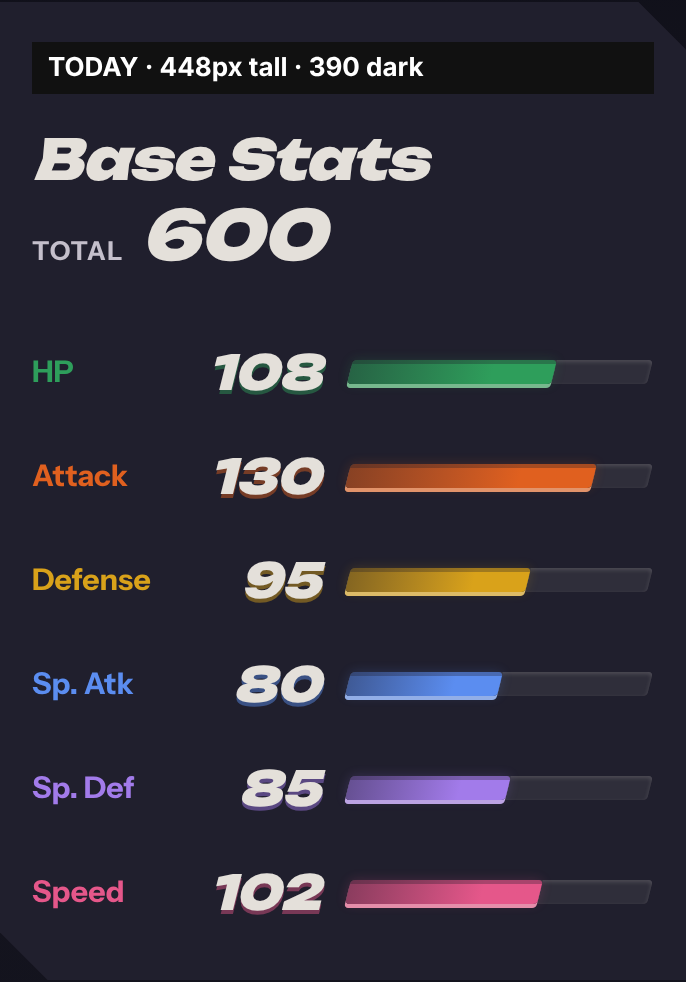 TODAY · 448px tall · 390 dark
Base Stats
TOTAL 600
HP 108
Attack 130
Defense 95
Sp. Atk 80
Sp. Def 85
Speed 102